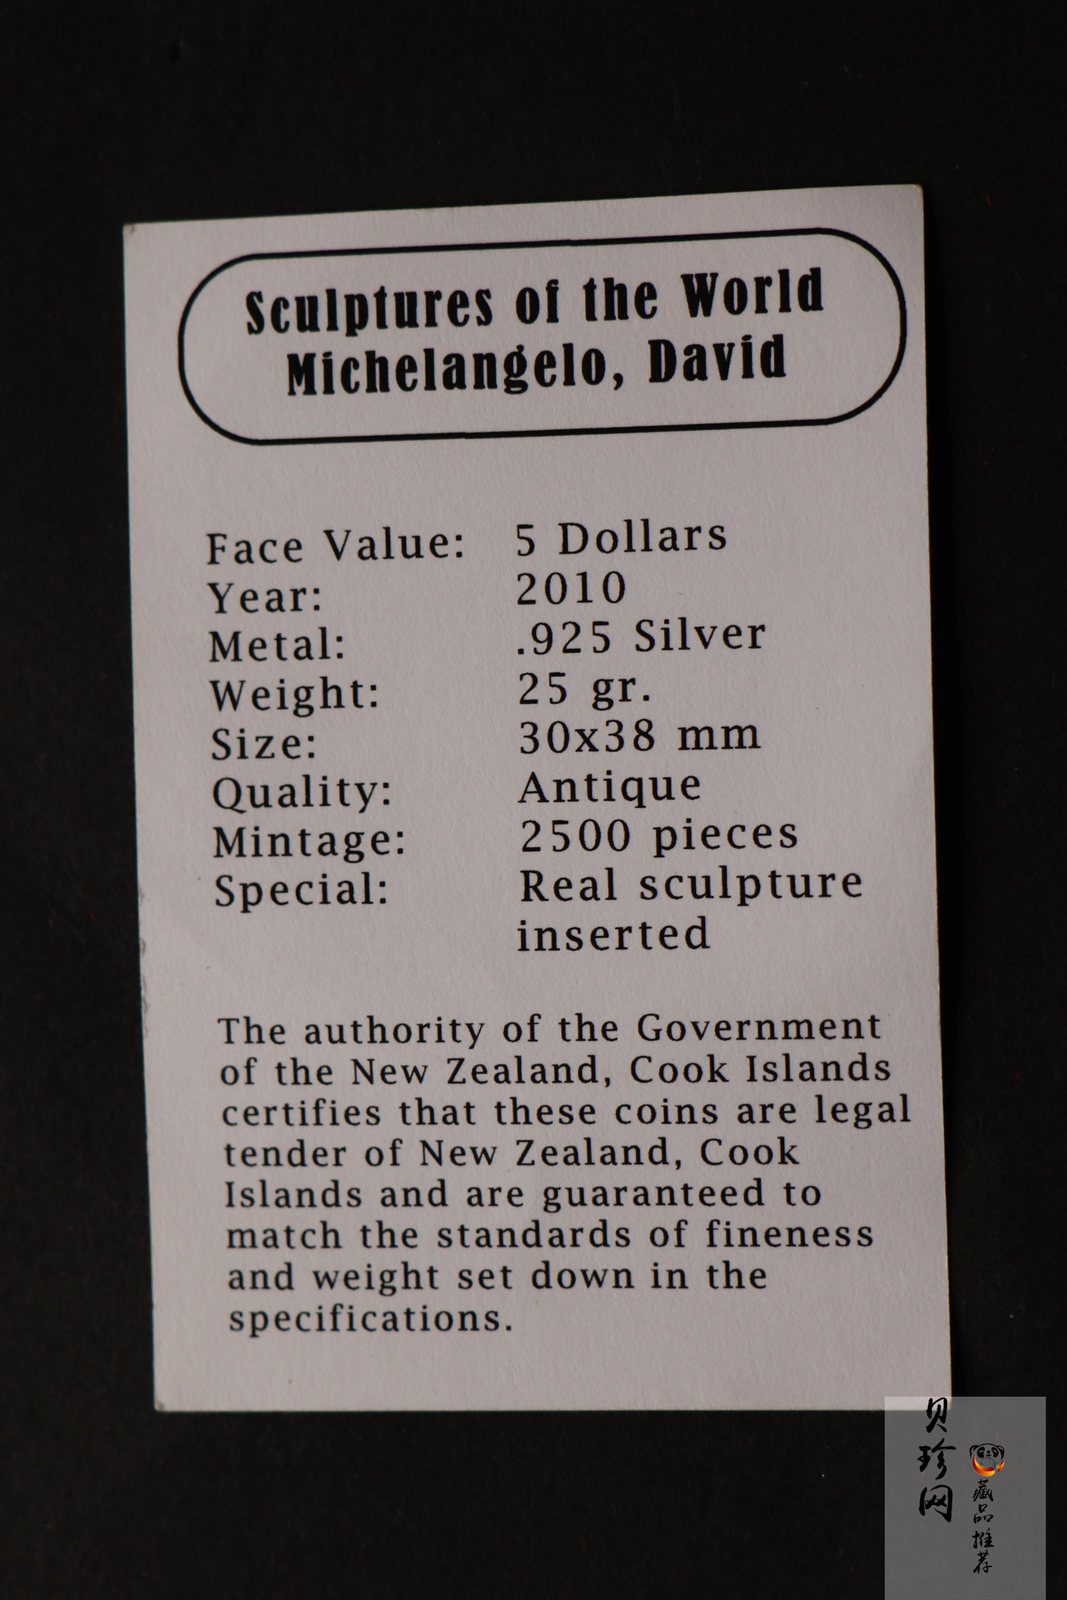 Sculptures of the World
Michelangelo, David
Face Value: 5 Dollars
Year: 2010
Metal: .925 Silver
Weight: 25 gr.
Size: 30x38 mm
Quality: Antique
Mintage: 2500 pieces
Special: Real sculpture
inserted
The authority of the Government
of the New Zealand, Cook Islands
certifies that these coins are legal
tender of New Zealand, Cook
Islands and are guaranteed to
match the standards of fineness
and weight set down in the
specifications.
贝珍网
藏品推荐